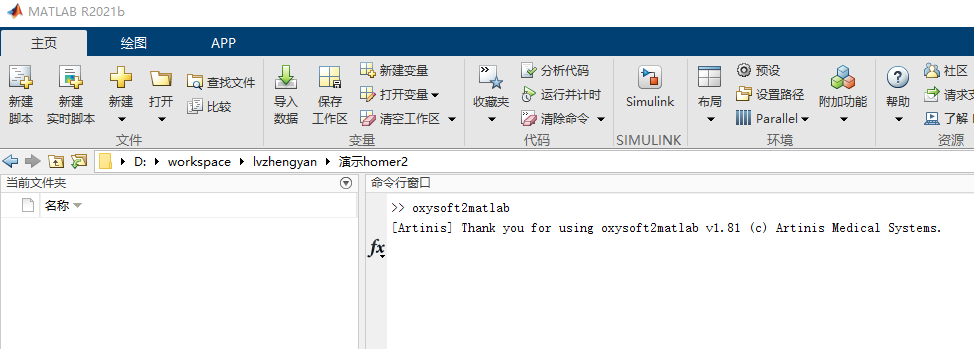 MATLAB R2021b
主页 绘图 APP
新建脚本
新建实时脚本
新建
打开
查找文件
比较
文件
导入数据
保存工作区
新建变量
打开变量
清空工作区
变量
收藏夹
分析代码
运行并计时
清除命令
代码
Simulink
SIMULINK
布局
预设
设置路径
Parallel
附加功能
环境
帮助
社区
请求支
了解
资源
D: workspace lvzhengyan 演示homer2
当前文件夹
名称
命令行窗口
>> oxysoft2matlab
[Artinis] Thank you for using oxysoft2matlab v1.81 (c) Artinis Medical Systems.
fx